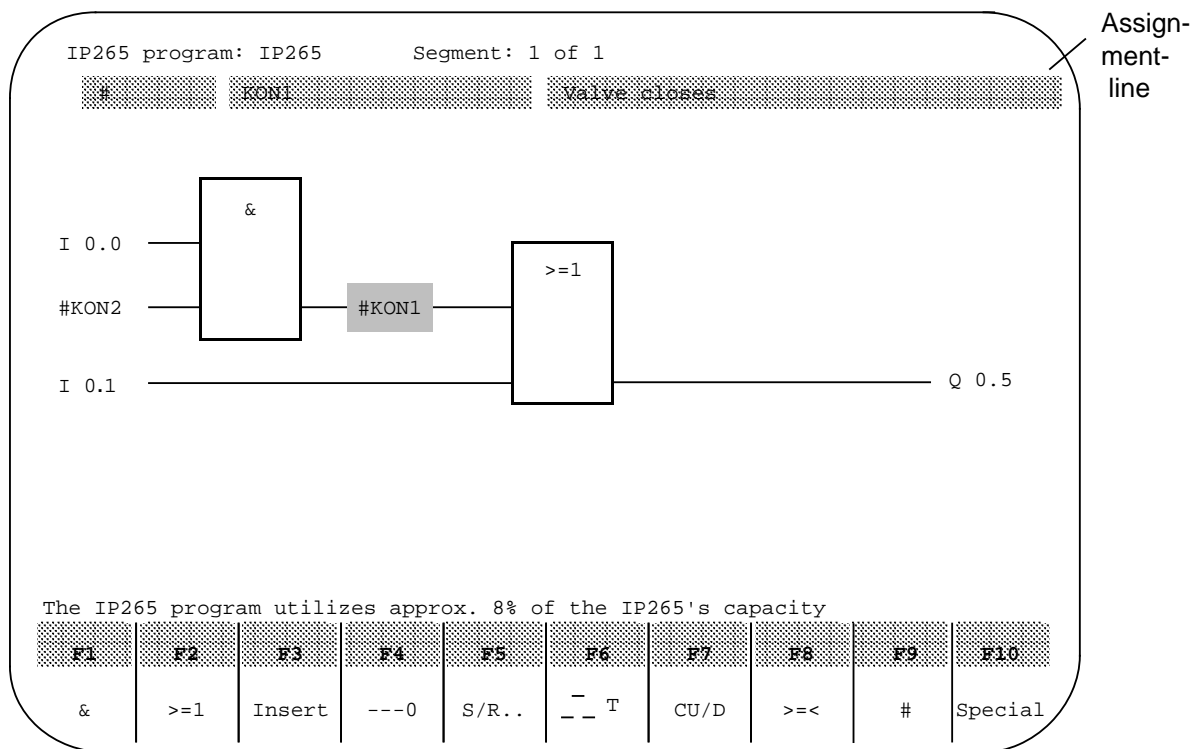 IP265 program: IP265 Segment: 1 of 1
Assign-
ment-
line
# KON1 Valve closes
&
I 0.0
>=1
#KON2
#KON1
I 0.1
Q 0.5
The IP265 program utilizes approx. 8% of the IP265's capacity
F1 F2 F3 F4 F5 F6 F7 F8 F9 F10
& >=1 Insert ---0 S/R.. _ – _ T CU/D >=< # Special